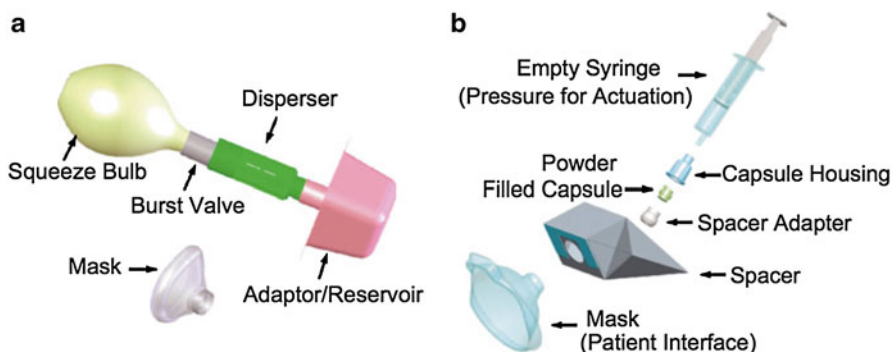 a
Disperser
Squeeze Bulb
Burst Valve
Mask
Adaptor/Reservoir
b
Empty Syringe
(Pressure for Actuation)
Powder
Filled Capsule
Capsule Housing
Spacer Adapter
Spacer
Mask
(Patient Interface)